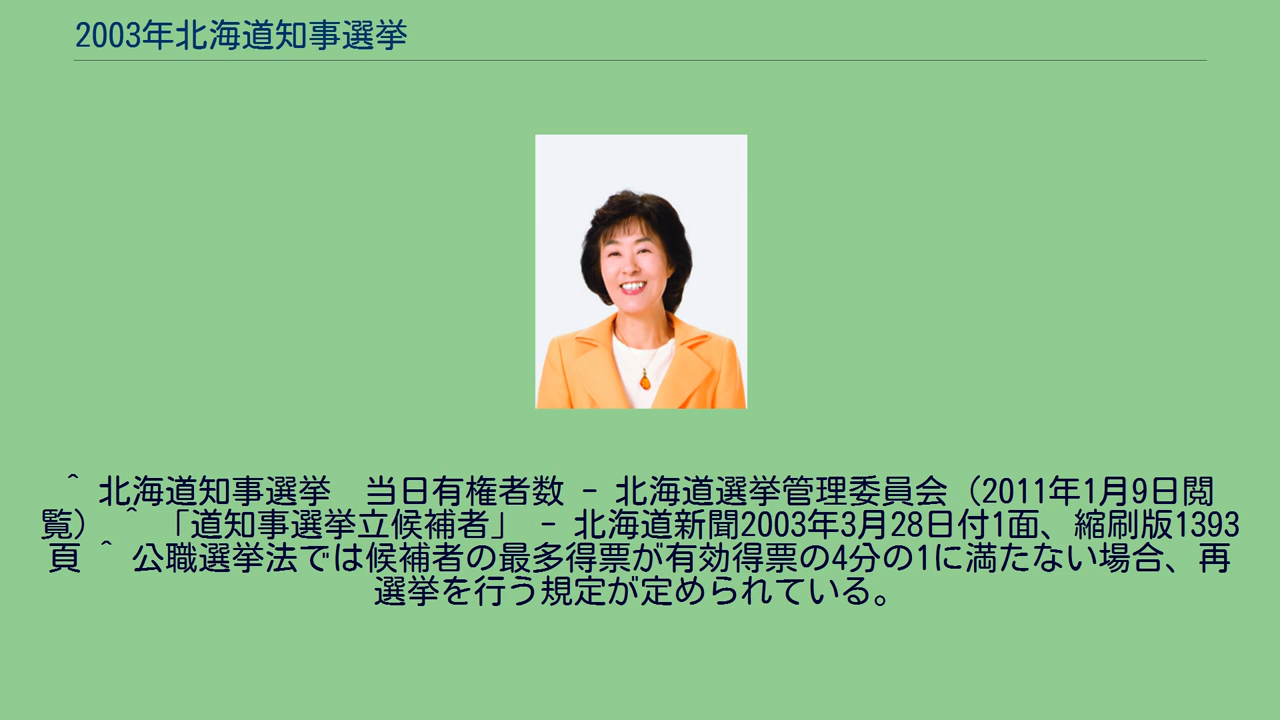 2003年北海道知事選挙
^ 北海道知事選挙　当日有権者数 - 北海道選挙管理委員会（2011年1月9日閲
覧） ^ 「道知事選挙立候補者」 - 北海道新聞2003年3月28日付1面、縮刷版1393
頁 ^ 公職選挙法では候補者の最多得票が有効得票の4分の1に満たない場合、再
選挙を行う規定が定められている。